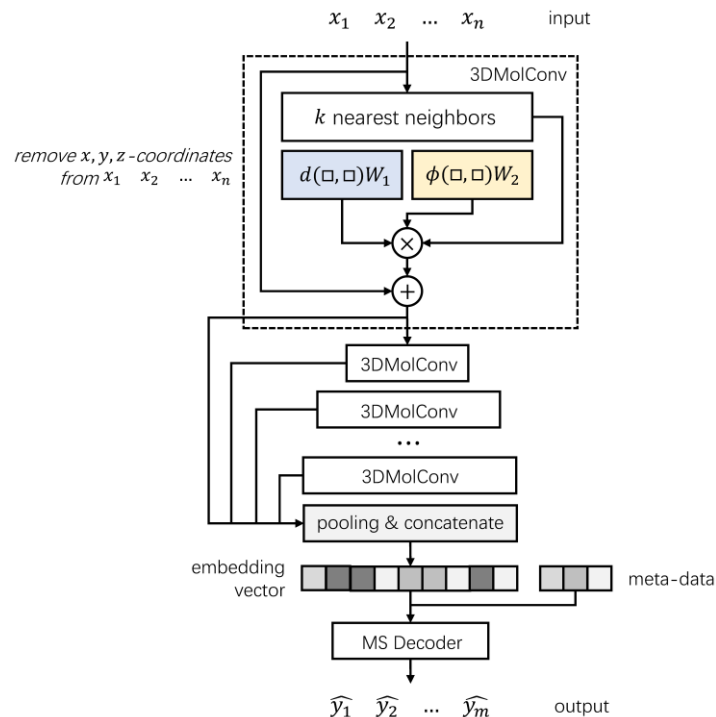 x₁ x₂ ... xₙ input
3DMolConv
k nearest neighbors
remove x, y, z-coordinates
from x₁ x₂ ... xₙ
d(□, □)W₁ ϕ(□, □)W₂
×
+
3DMolConv
3DMolConv
...
3DMolConv
pooling & concatenate
embedding
vector
meta-data
MS Decoder
ŷ₁ ŷ₂ ... ŷₘ output